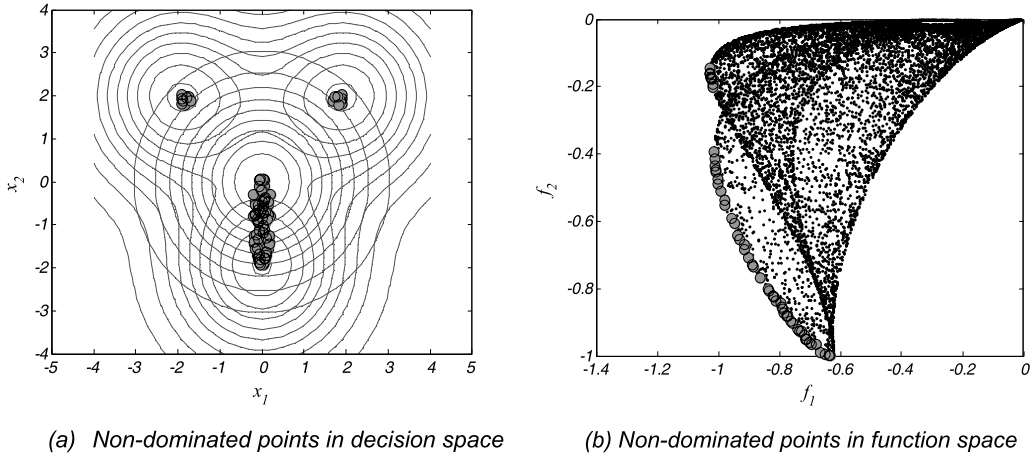 4
3
2
1
0
-1
-2
-3
-4
x2
-5 -4 -3 -2 -1 0 1 2 3 4 5
x1
0
-0.2
-0.4
-0.6
-0.8
-1
f2
-1.4 -1.2 -1 -0.8 -0.6 -0.4 -0.2 0
f1
(a) Non-dominated points in decision space
(b) Non-dominated points in function space